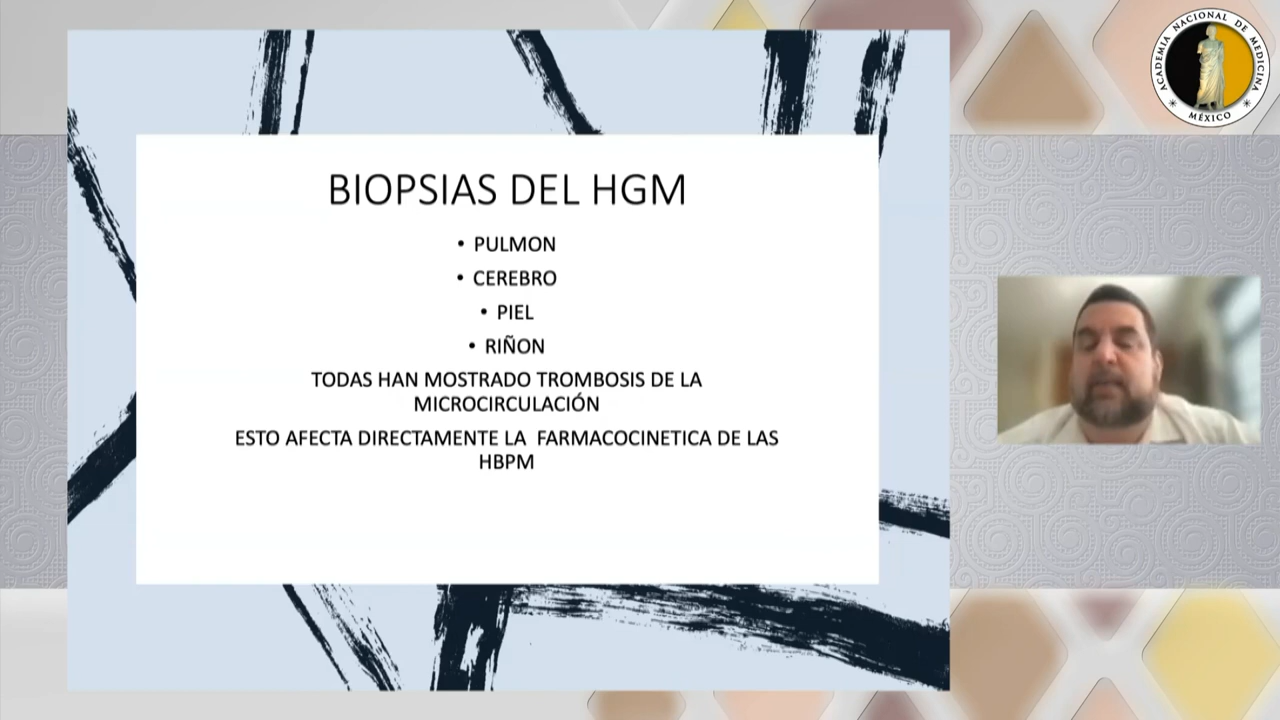 BIOPSIAS DEL HGM
• PULMON
• CEREBRO
• PIEL
• RIÑON
TODAS HAN MOSTRADO TROMBOSIS DE LA
MICROCIRCULACIÓN
ESTO AFECTA DIRECTAMENTE LA FARMACOCINETICA DE LAS
HBPM
ACADEMIA NACIONAL DE MEDICINA
MÉXICO